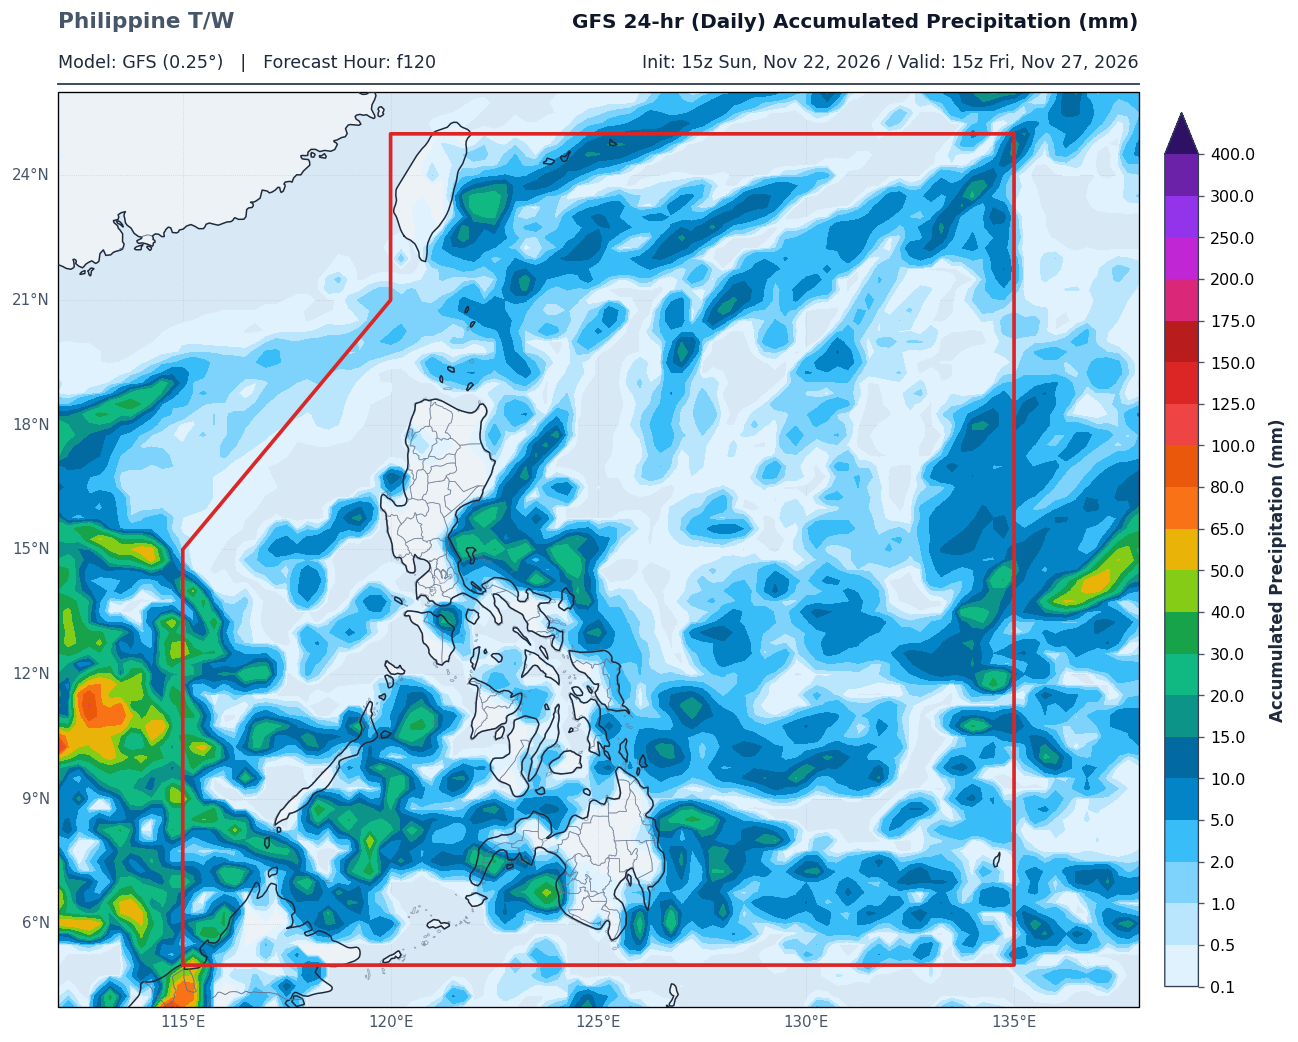 Philippine T/W
GFS 24-hr (Daily) Accumulated Precipitation (mm)
Model: GFS (0.25°) | Forecast Hour: f120
Init: 15z Sun, Nov 22, 2026 / Valid: 15z Fri, Nov 27, 2026
24°N
21°N
18°N
15°N
12°N
9°N
6°N
115°E
120°E
125°E
130°E
135°E
400.0
300.0
250.0
200.0
175.0
150.0
125.0
100.0
80.0
65.0
50.0
40.0
30.0
20.0
15.0
10.0
5.0
2.0
1.0
0.5
0.1
Accumulated Precipitation (mm)